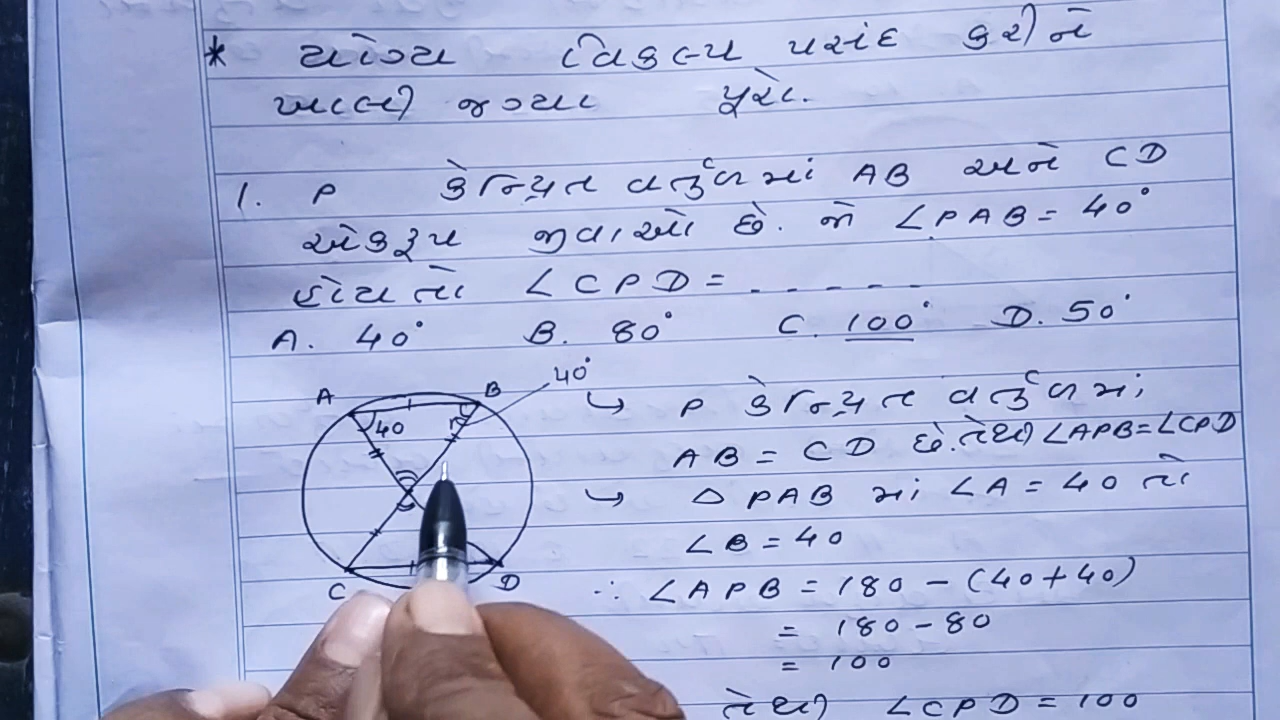 * યોગ્ય વિકલ્પ પસંદ કરીને
ખાલી જગ્યા પુરો.
1. P કેન્દ્રિત વર્તુળમાં AB અને CD
એકરૂપ જીવાઓ છે. જો ∠PAB = 40°
હોય તો ∠CPD = - - - - -
A. 40° B. 80° C. 100° D. 50°
A B 40°
40
C D
↳ P કેન્દ્રિત વર્તુળમાં
AB = CD છે. તેથી ∠APB = ∠CPD
↳ △ PAB માં ∠A = 40 તો
∠B = 40
∴ ∠APB = 180 - (40 + 40)
= 180 - 80
= 100
તેથી ∠CPD = 100